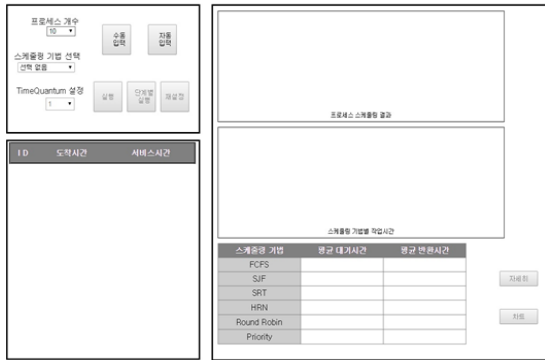 프로세스 개수
10
수동
입력
자동
입력
스케줄링 기법 선택
선택 없음
TimeQuantum 설정
1
실행
단계별
실행
재설정
I D 도착시간 서비스시간
프로세스 스케줄링 결과
스케줄링 기법별 작업시간
스케줄링 기법 평균 대기시간 평균 반환시간
FCFS
SJF
SRT
HRN
Round Robin
Priority
자세히
차트